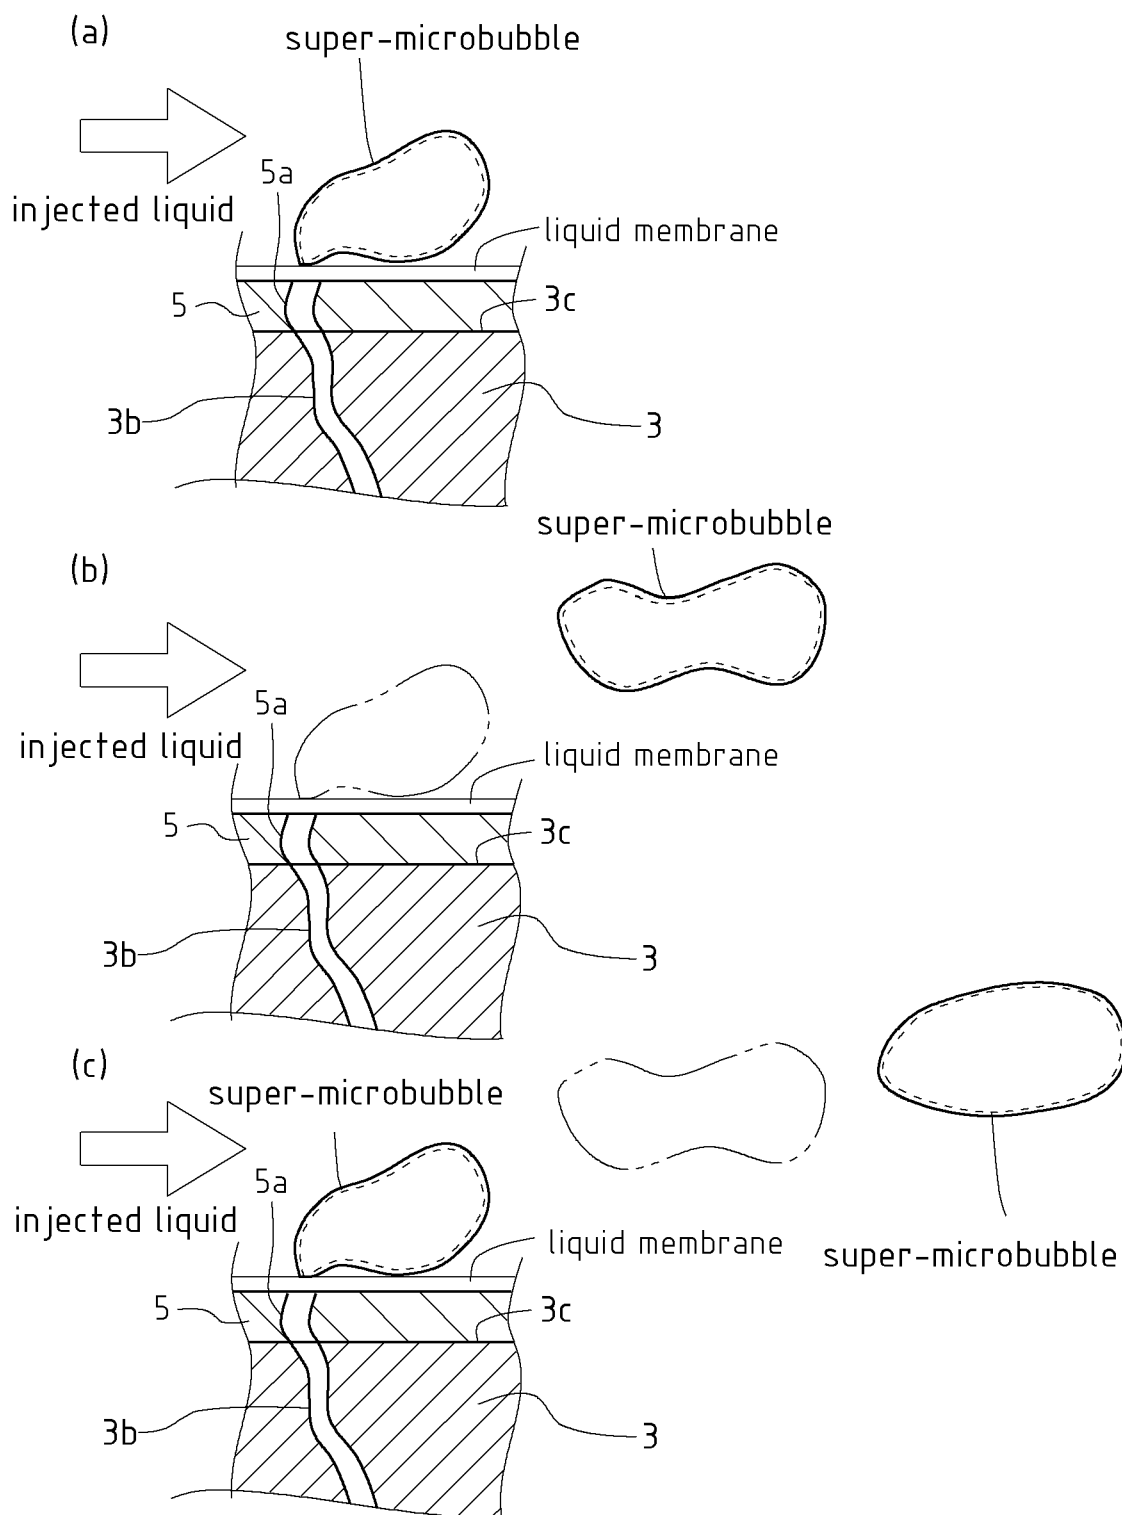 (a)
super-microbubble
5a
injected liquid
liquid membrane
5
3c
3b
3
super-microbubble
(b)
5a
injected liquid
liquid membrane
5
3c
3b
3
(c)
super-microbubble
5a
injected liquid
liquid membrane
super-microbubble
5
3c
3b
3